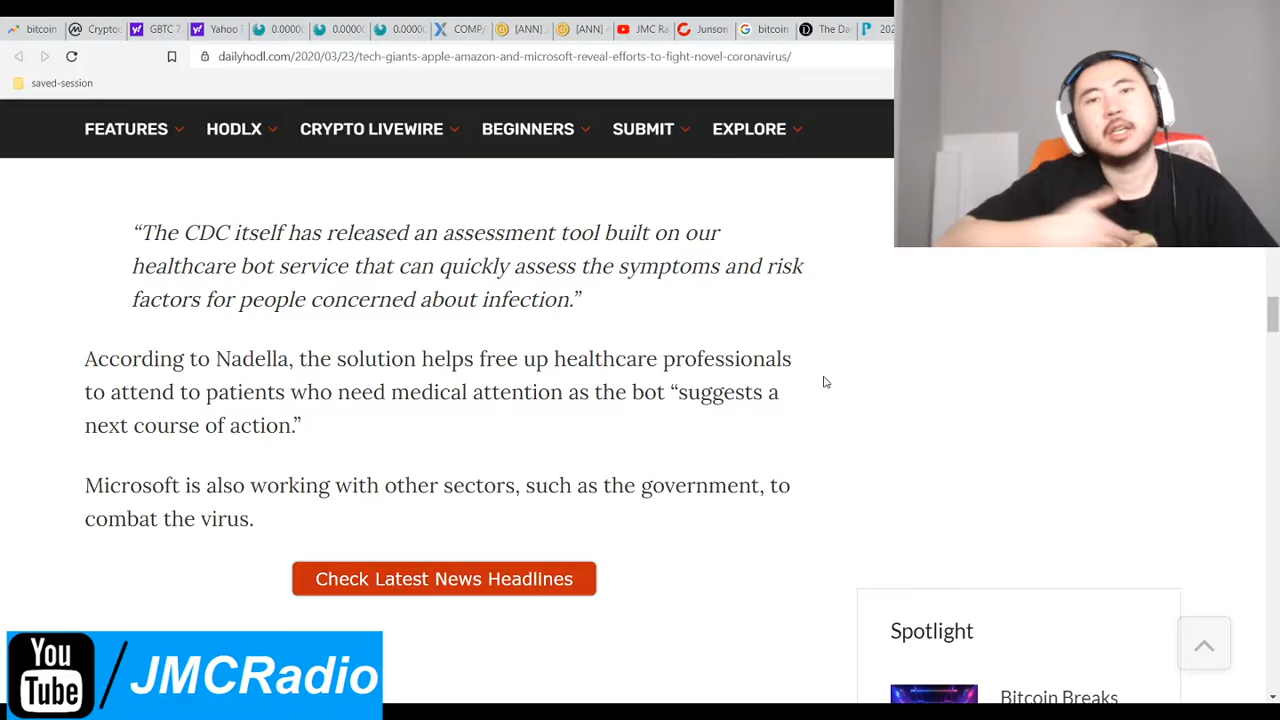 bitcoin
Crypto
GBTC 7
Yahoo
0.0000
0.0000
0.0000
COMP
[ANN]
[ANN
JMC Ra
Junson
bitcoin
The Da
202
dailyhodl.com/2020/03/23/tech-giants-apple-amazon-and-microsoft-reveal-efforts-to-fight-novel-coronavirus/
saved-session
FEATURES HODLX CRYPTO LIVEWIRE BEGINNERS SUBMIT EXPLORE
“The CDC itself has released an assessment tool built on our
healthcare bot service that can quickly assess the symptoms and risk
factors for people concerned about infection.”
According to Nadella, the solution helps free up healthcare professionals
to attend to patients who need medical attention as the bot “suggests a
next course of action.”
Microsoft is also working with other sectors, such as the government, to
combat the virus.
Check Latest News Headlines
Spotlight
Bitcoin Breaks
You
Tube
/JMCRadio